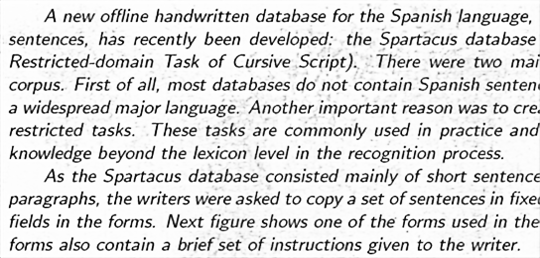 A new offline handwritten database for the Spanish language,
sentences, has recently been developed: the Spartacus database
Restricted-domain Task of Cursive Script). There were two mai
corpus. First of all, most databases do not contain Spanish senten
a widespread major language. Another important reason was to cre
restricted tasks. These tasks are commonly used in practice and
knowledge beyond the lexicon level in the recognition process.
As the Spartacus database consisted mainly of short sentence
paragraphs, the writers were asked to copy a set of sentences in fixe
fields in the forms. Next figure shows one of the forms used in the
forms also contain a brief set of instructions given to the writer.